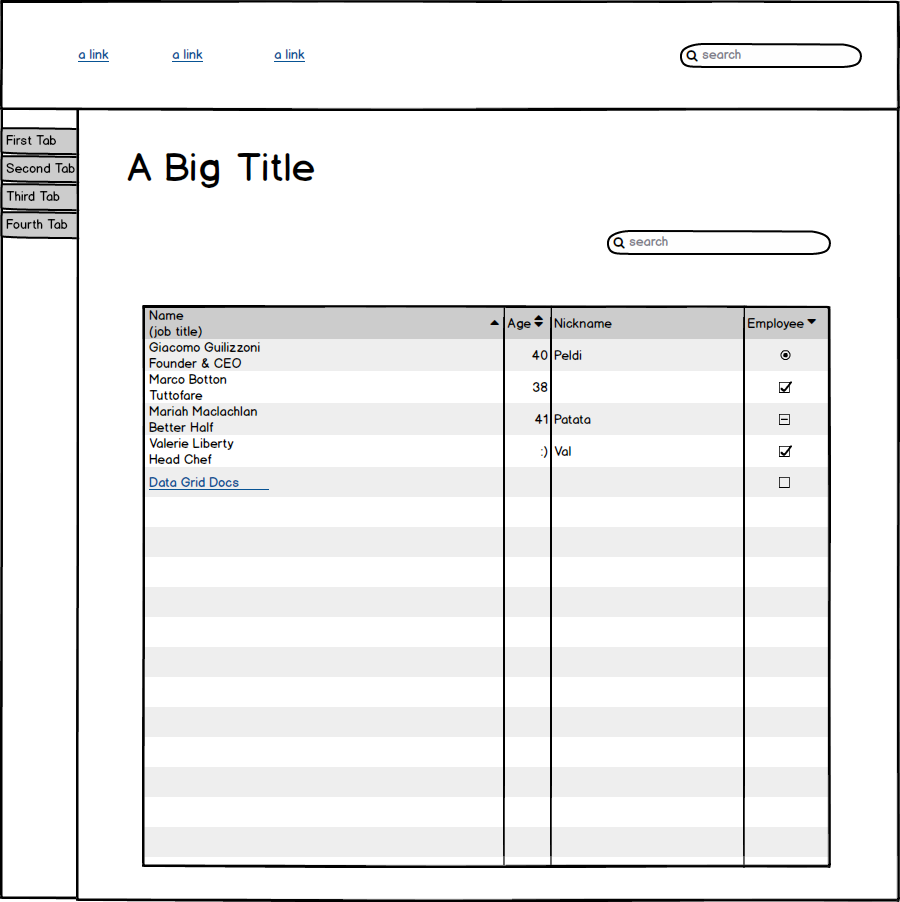 a link a link a link search
First Tab
Second Tab
Third Tab
Fourth Tab
A Big Title
search
Name
(job title) Age Nickname Employee
Giacomo Guilizzoni
Founder & CEO 40 Peldi
Marco Botton
Tuttofare 38
Mariah Maclachlan
Better Half 41 Patata
Valerie Liberty
Head Chef :) Val
Data Grid Docs